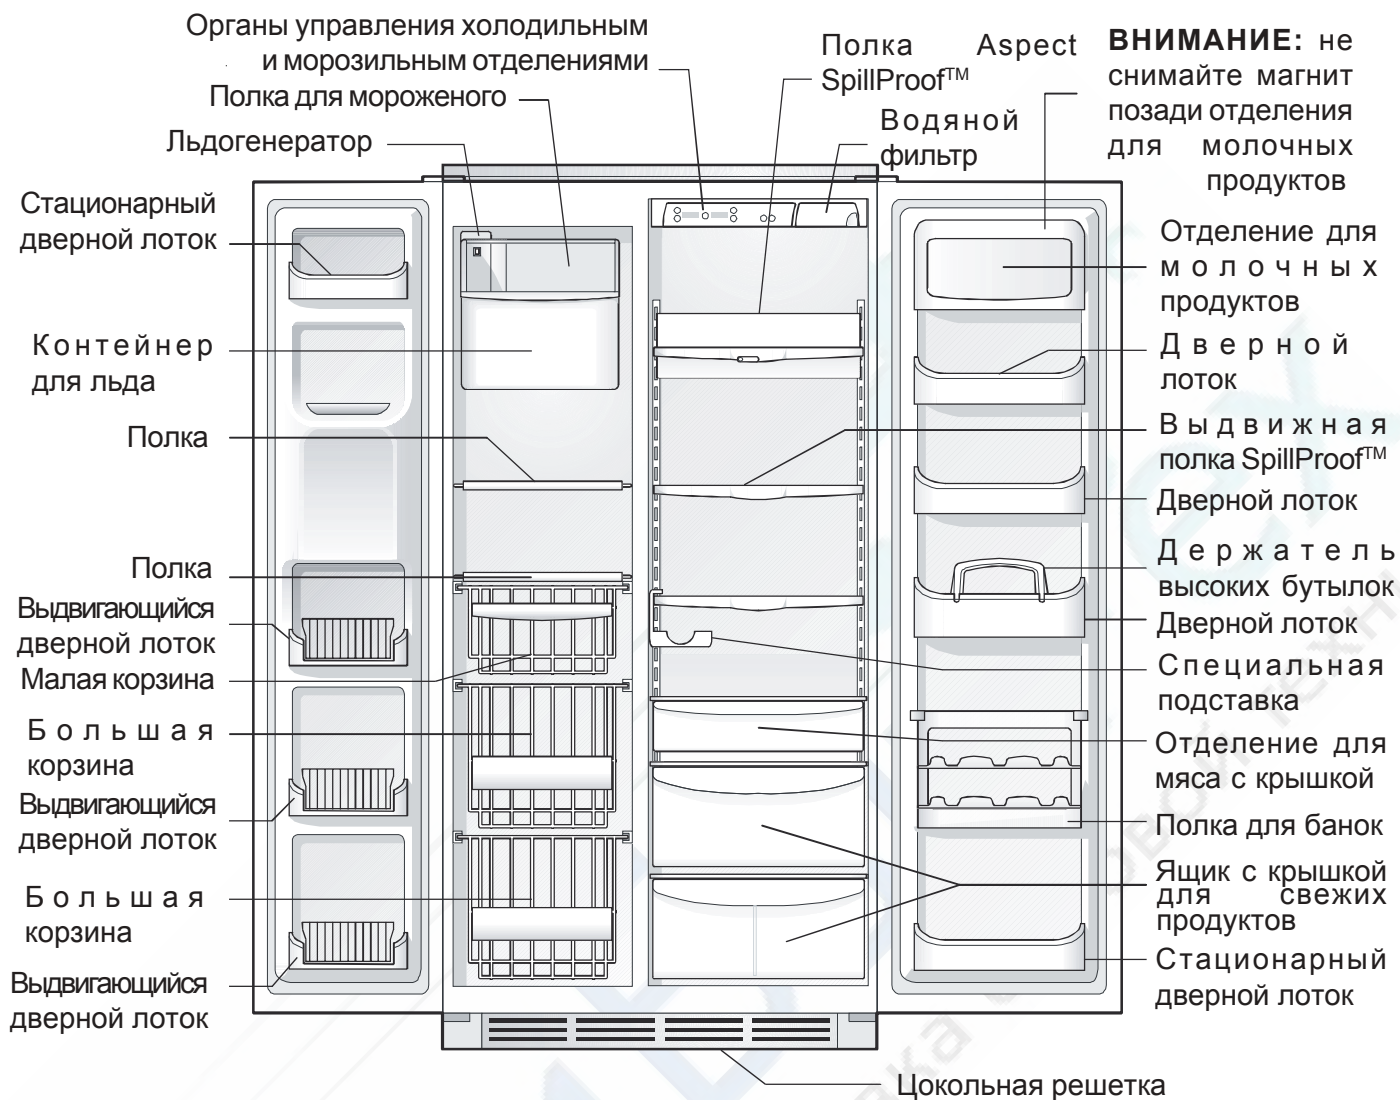 Органы управления холодильным
и морозильным отделениями
Полка для мороженого
Льдогенератор
Стационарный
дверной лоток
Контейнер
для льда
Полка
Полка
Выдвигающийся
дверной лоток
Малая корзина
Большая
корзина
Выдвигающийся
дверной лоток
Большая
корзина
Выдвигающийся
дверной лоток
Полка Aspect
SpillProof™
Водяной
фильтр
ВНИМАНИЕ: не
снимайте магнит
позади отделения
для молочных
продуктов
Отделение для
молочных
продуктов
Дверной
лоток
Выдвижная
полка SpillProof™
Дверной лоток
Держатель
высоких бутылок
Дверной лоток
Специальная
подставка
Отделение для
мяса с крышкой
Полка для банок
Ящик с крышкой
для свежих
продуктов
Стационарный
дверной лоток
Цокольная решетка